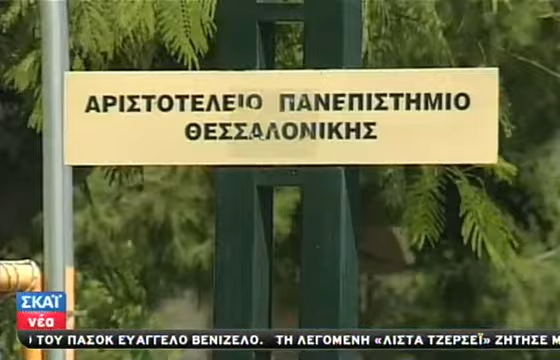 ΑΡΙΣΤΟΤΕΛΕΙΟ ΠΑΝΕΠΙΣΤΗΜΙΟ
ΘΕΣΣΑΛΟΝΙΚΗΣ
ΣΚΑΪ
νέα
ΤΟΥ ΠΑΣΟΚ ΕΥΑΓΓΕΛΟ ΒΕΝΙΖΕΛΟ. ΤΗ ΛΕΓΟΜΕΝΗ «ΛΙΣΤΑ ΤΖΕΡΣΕΪ» ΖΗΤΗΣΕ